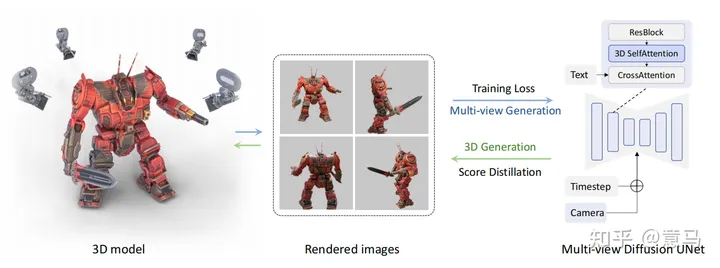 ResBlock
3D SelfAttention
Text
CrossAttention
Training Loss
Multi-view Generation
3D Generation
Score Distillation
Timestep
Camera
3D model
Rendered images
Multi-view Diffusion UNet
知乎 @蒄马